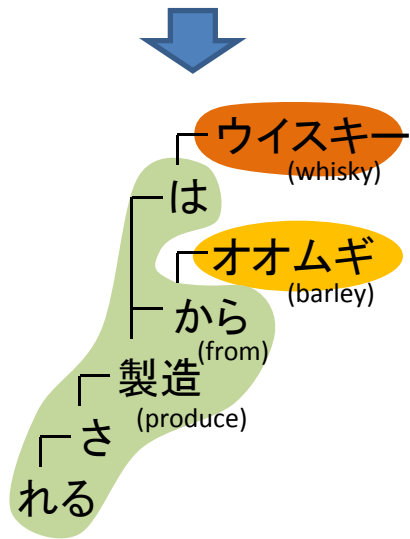 ウイスキー
(whisky)
は
オオムギ
(barley)
から
(from)
製造
(produce)
さ
れる